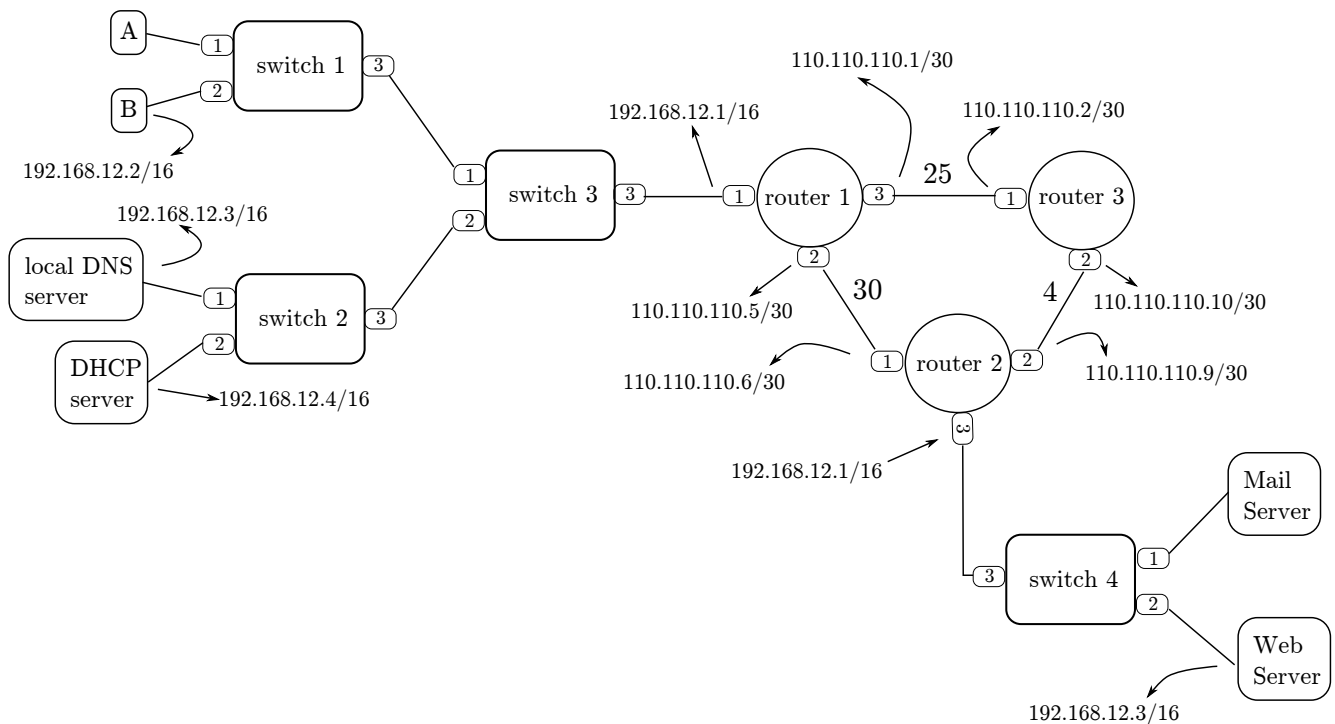 A
1
switch 1
3
B
2
192.168.12.2/16
192.168.12.3/16
local DNS
server
1
switch 2
3
2
DHCP
server
192.168.12.4/16
1
switch 3
3
2
192.168.12.1/16
1
router 1
3
2
110.110.110.1/30
25
110.110.110.2/30
1
router 3
2
110.110.110.5/30
30
4
110.110.110.10/30
110.110.110.6/30
1
router 2
2
3
110.110.110.9/30
192.168.12.1/16
3
switch 4
1
2
Mail
Server
Web
Server
192.168.12.3/16